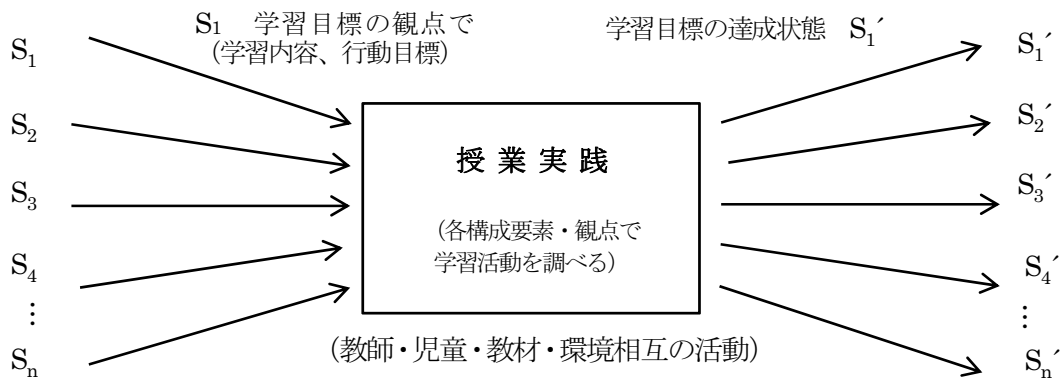 S₁
S₂
S₃
S₄
⋮
Sₙ
S₁ 学習目標の観点で
(学習内容、行動目標)
授業実践
(各構成要素・観点で
学習活動を調べる)
(教師・児童・教材・環境相互の活動)
学習目標の達成状態 S₁´
S₁´
S₂´
S₃´
S₄´
⋮
Sₙ´